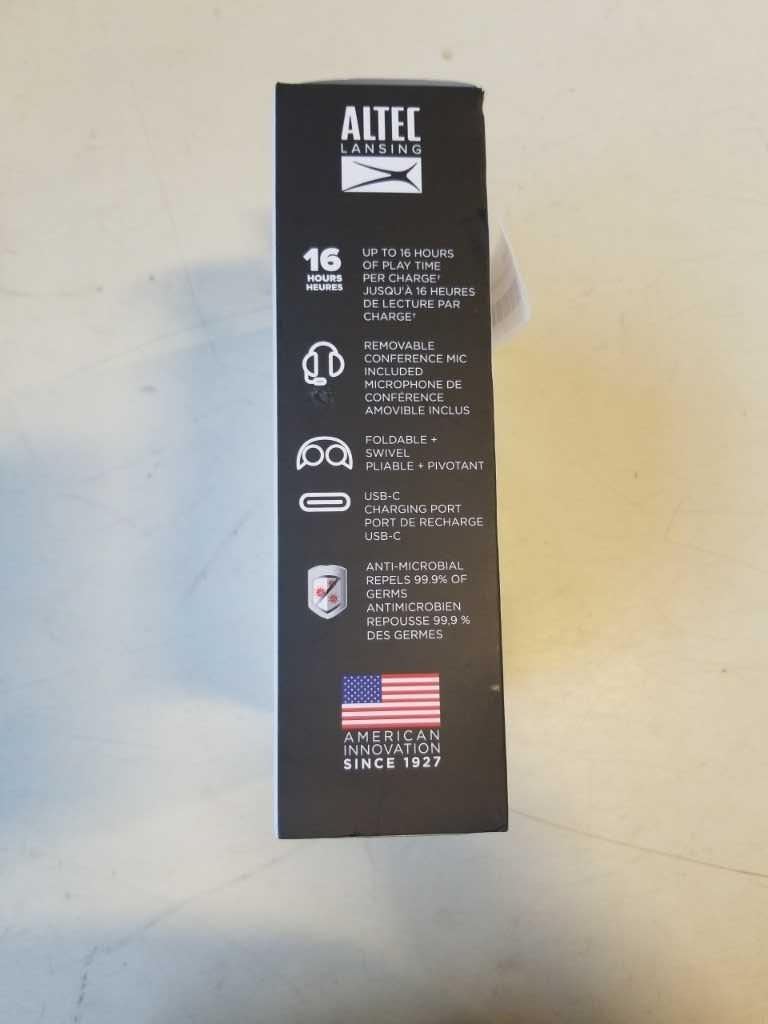 ALTEC
LANSING
16
HOURS
HEURES
UP TO 16 HOURS
OF PLAY TIME
PER CHARGE†
JUSQU'À 16 HEURES
DE LECTURE PAR
CHARGE†
REMOVABLE
CONFERENCE MIC
INCLUDED
MICROPHONE DE
CONFÉRENCE
AMOVIBLE INCLUS
FOLDABLE +
SWIVEL
PLIABLE + PIVOTANT
USB-C
CHARGING PORT
PORT DE RECHARGE
USB-C
ANTI-MICROBIAL
REPELS 99.9% OF
GERMS
ANTIMICROBIEN
REPOUSSE 99,9 %
DES GERMES
AMERICAN
INNOVATION
SINCE 1927